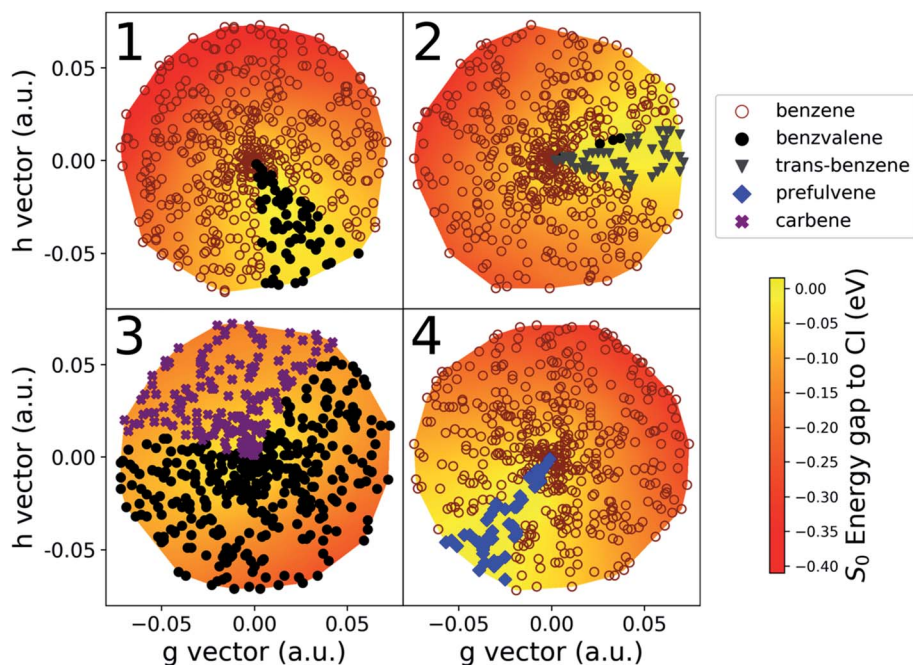 1
2
h vector (a.u.)
0.05
0.00
-0.05
3
4
h vector (a.u.)
0.05
0.00
-0.05
−0.05
0.00
0.05
−0.05
0.00
0.05
g vector (a.u.)
g vector (a.u.)
benzene
benzvalene
trans-benzene
prefulvene
carbene
0.00
−0.05
−0.10
−0.15
−0.20
−0.25
−0.30
−0.35
−0.40
S₀ Energy gap to CI (eV)